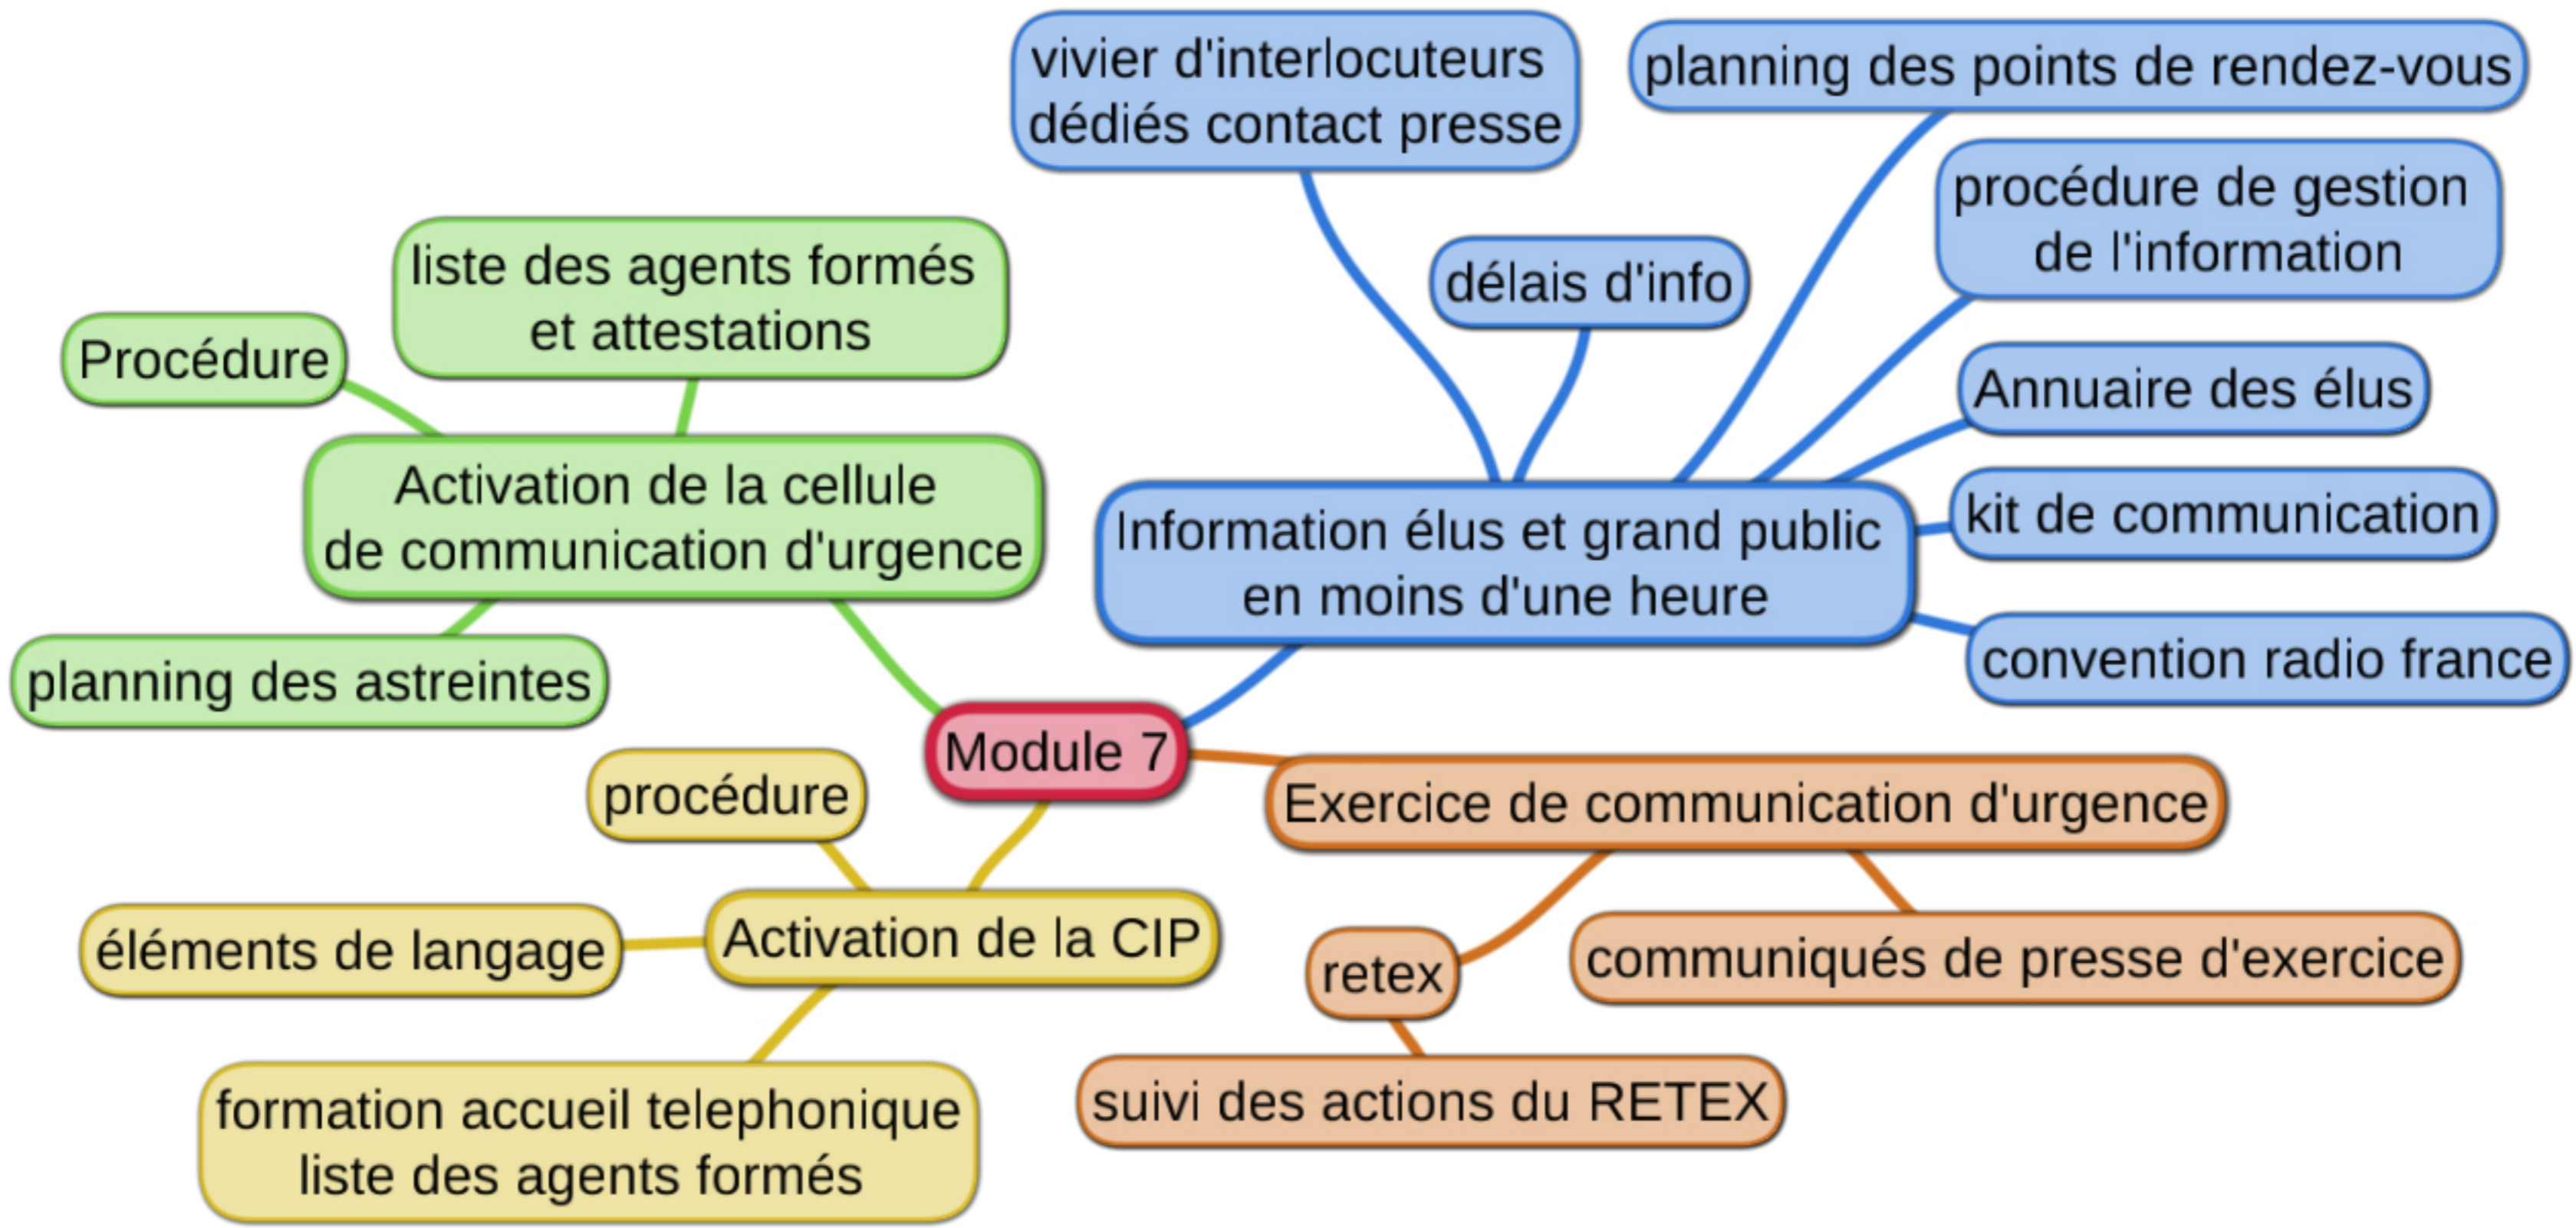 vivier d'interlocuteurs
dédiés contact presse
planning des points de rendez-vous
procédure de gestion
de l'information
délais d'info
Annuaire des élus
kit de communication
convention radio france
Information élus et grand public
en moins d'une heure
liste des agents formés
et attestations
Procédure
Activation de la cellule
de communication d'urgence
planning des astreintes
Module 7
procédure
éléments de langage
Activation de la CIP
formation accueil telephonique
liste des agents formés
Exercice de communication d'urgence
retex
communiqués de presse d'exercice
suivi des actions du RETEX